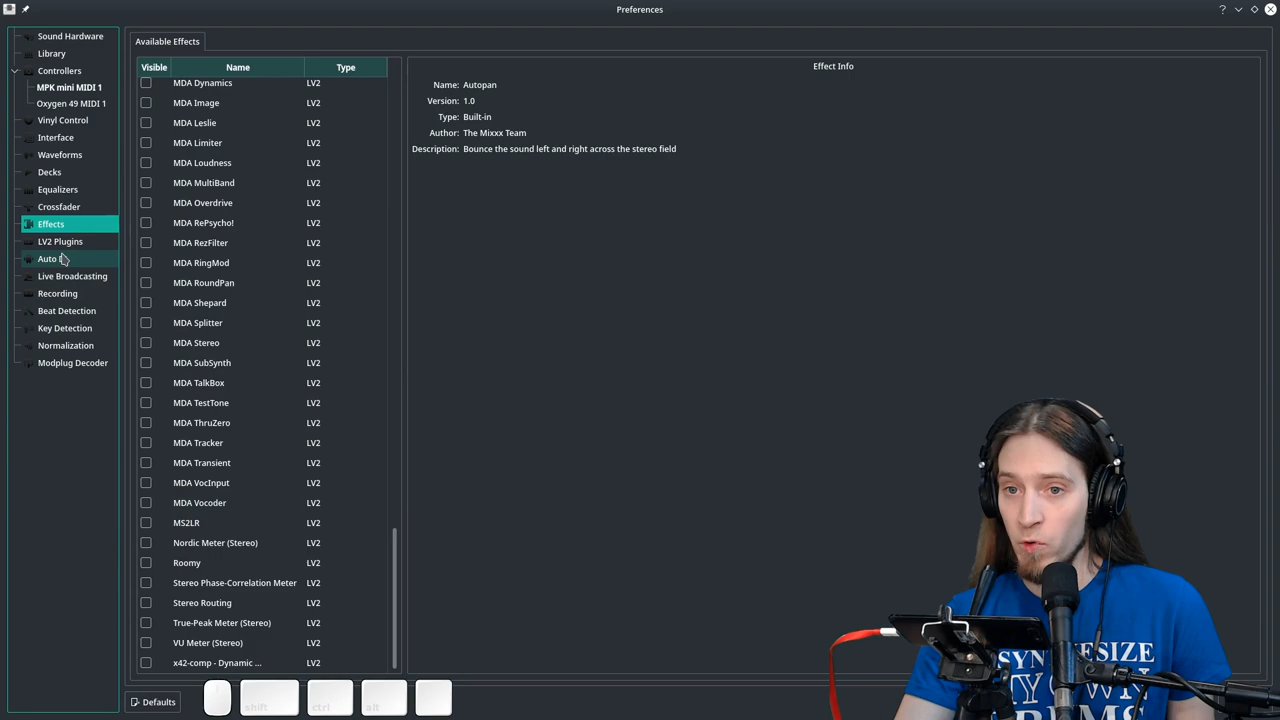 Preferences
Sound Hardware
Library
Controllers
MPK mini MIDI 1
Oxygen 49 MIDI 1
Vinyl Control
Interface
Waveforms
Decks
Equalizers
Crossfader
Effects
LV2 Plugins
Auto
Live Broadcasting
Recording
Beat Detection
Key Detection
Normalization
Modplug Decoder
Available Effects
Visible Name Type
MDA Dynamics LV2
MDA Image LV2
MDA Leslie LV2
MDA Limiter LV2
MDA Loudness LV2
MDA MultiBand LV2
MDA Overdrive LV2
MDA RePsycho! LV2
MDA RezFilter LV2
MDA RingMod LV2
MDA RoundPan LV2
MDA Shepard LV2
MDA Splitter LV2
MDA Stereo LV2
MDA SubSynth LV2
MDA TalkBox LV2
MDA TestTone LV2
MDA ThruZero LV2
MDA Tracker LV2
MDA Transient LV2
MDA VocInput LV2
MDA Vocoder LV2
MS2LR LV2
Nordic Meter (Stereo) LV2
Roomy LV2
Stereo Phase-Correlation Meter LV2
Stereo Routing LV2
True-Peak Meter (Stereo) LV2
VU Meter (Stereo) LV2
x42-comp - Dynamic ... LV2
Effect Info
Name: Autopan
Version: 1.0
Type: Built-in
Author: The Mixxx Team
Description: Bounce the sound left and right across the stereo field
Defaults
shift ctrl alt